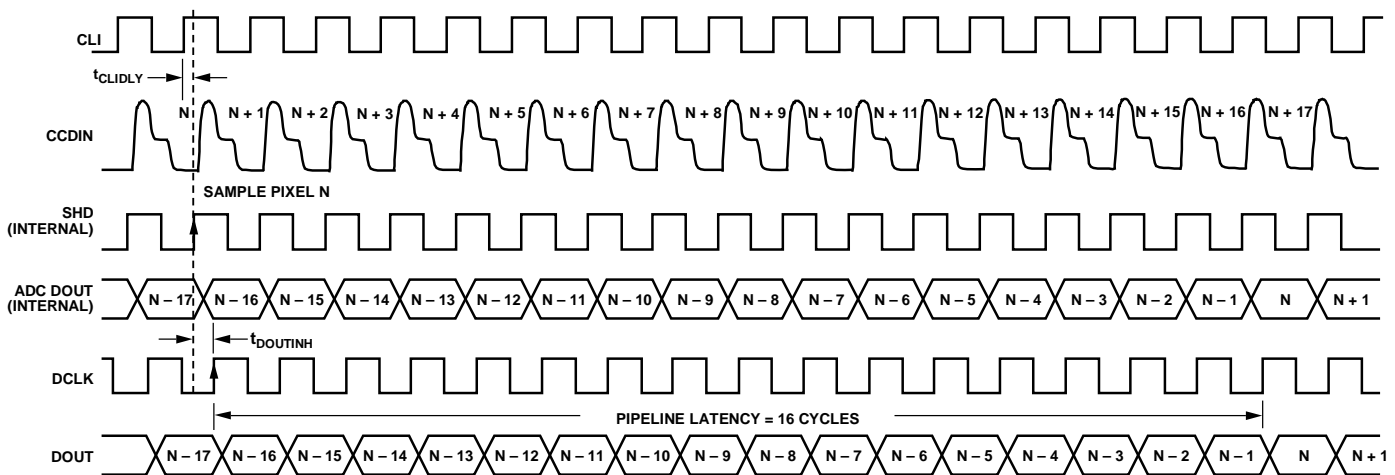 CLI
tCLIDLY
N N + 1 N + 2 N + 3 N + 4 N + 5 N + 6 N + 7 N + 8 N + 9 N + 10 N + 11 N + 12 N + 13 N + 14 N + 15 N + 16 N + 17
CCDIN
SAMPLE PIXEL N
SHD
(INTERNAL)
ADC DOUT
(INTERNAL)
N – 17 N – 16 N – 15 N – 14 N – 13 N – 12 N – 11 N – 10 N – 9 N – 8 N – 7 N – 6 N – 5 N – 4 N – 3 N – 2 N – 1 N N + 1
tDOUTINH
DCLK
PIPELINE LATENCY = 16 CYCLES
DOUT
N – 17 N – 16 N – 15 N – 14 N – 13 N – 12 N – 11 N – 10 N – 9 N – 8 N – 7 N – 6 N – 5 N – 4 N – 3 N – 2 N – 1 N N + 1